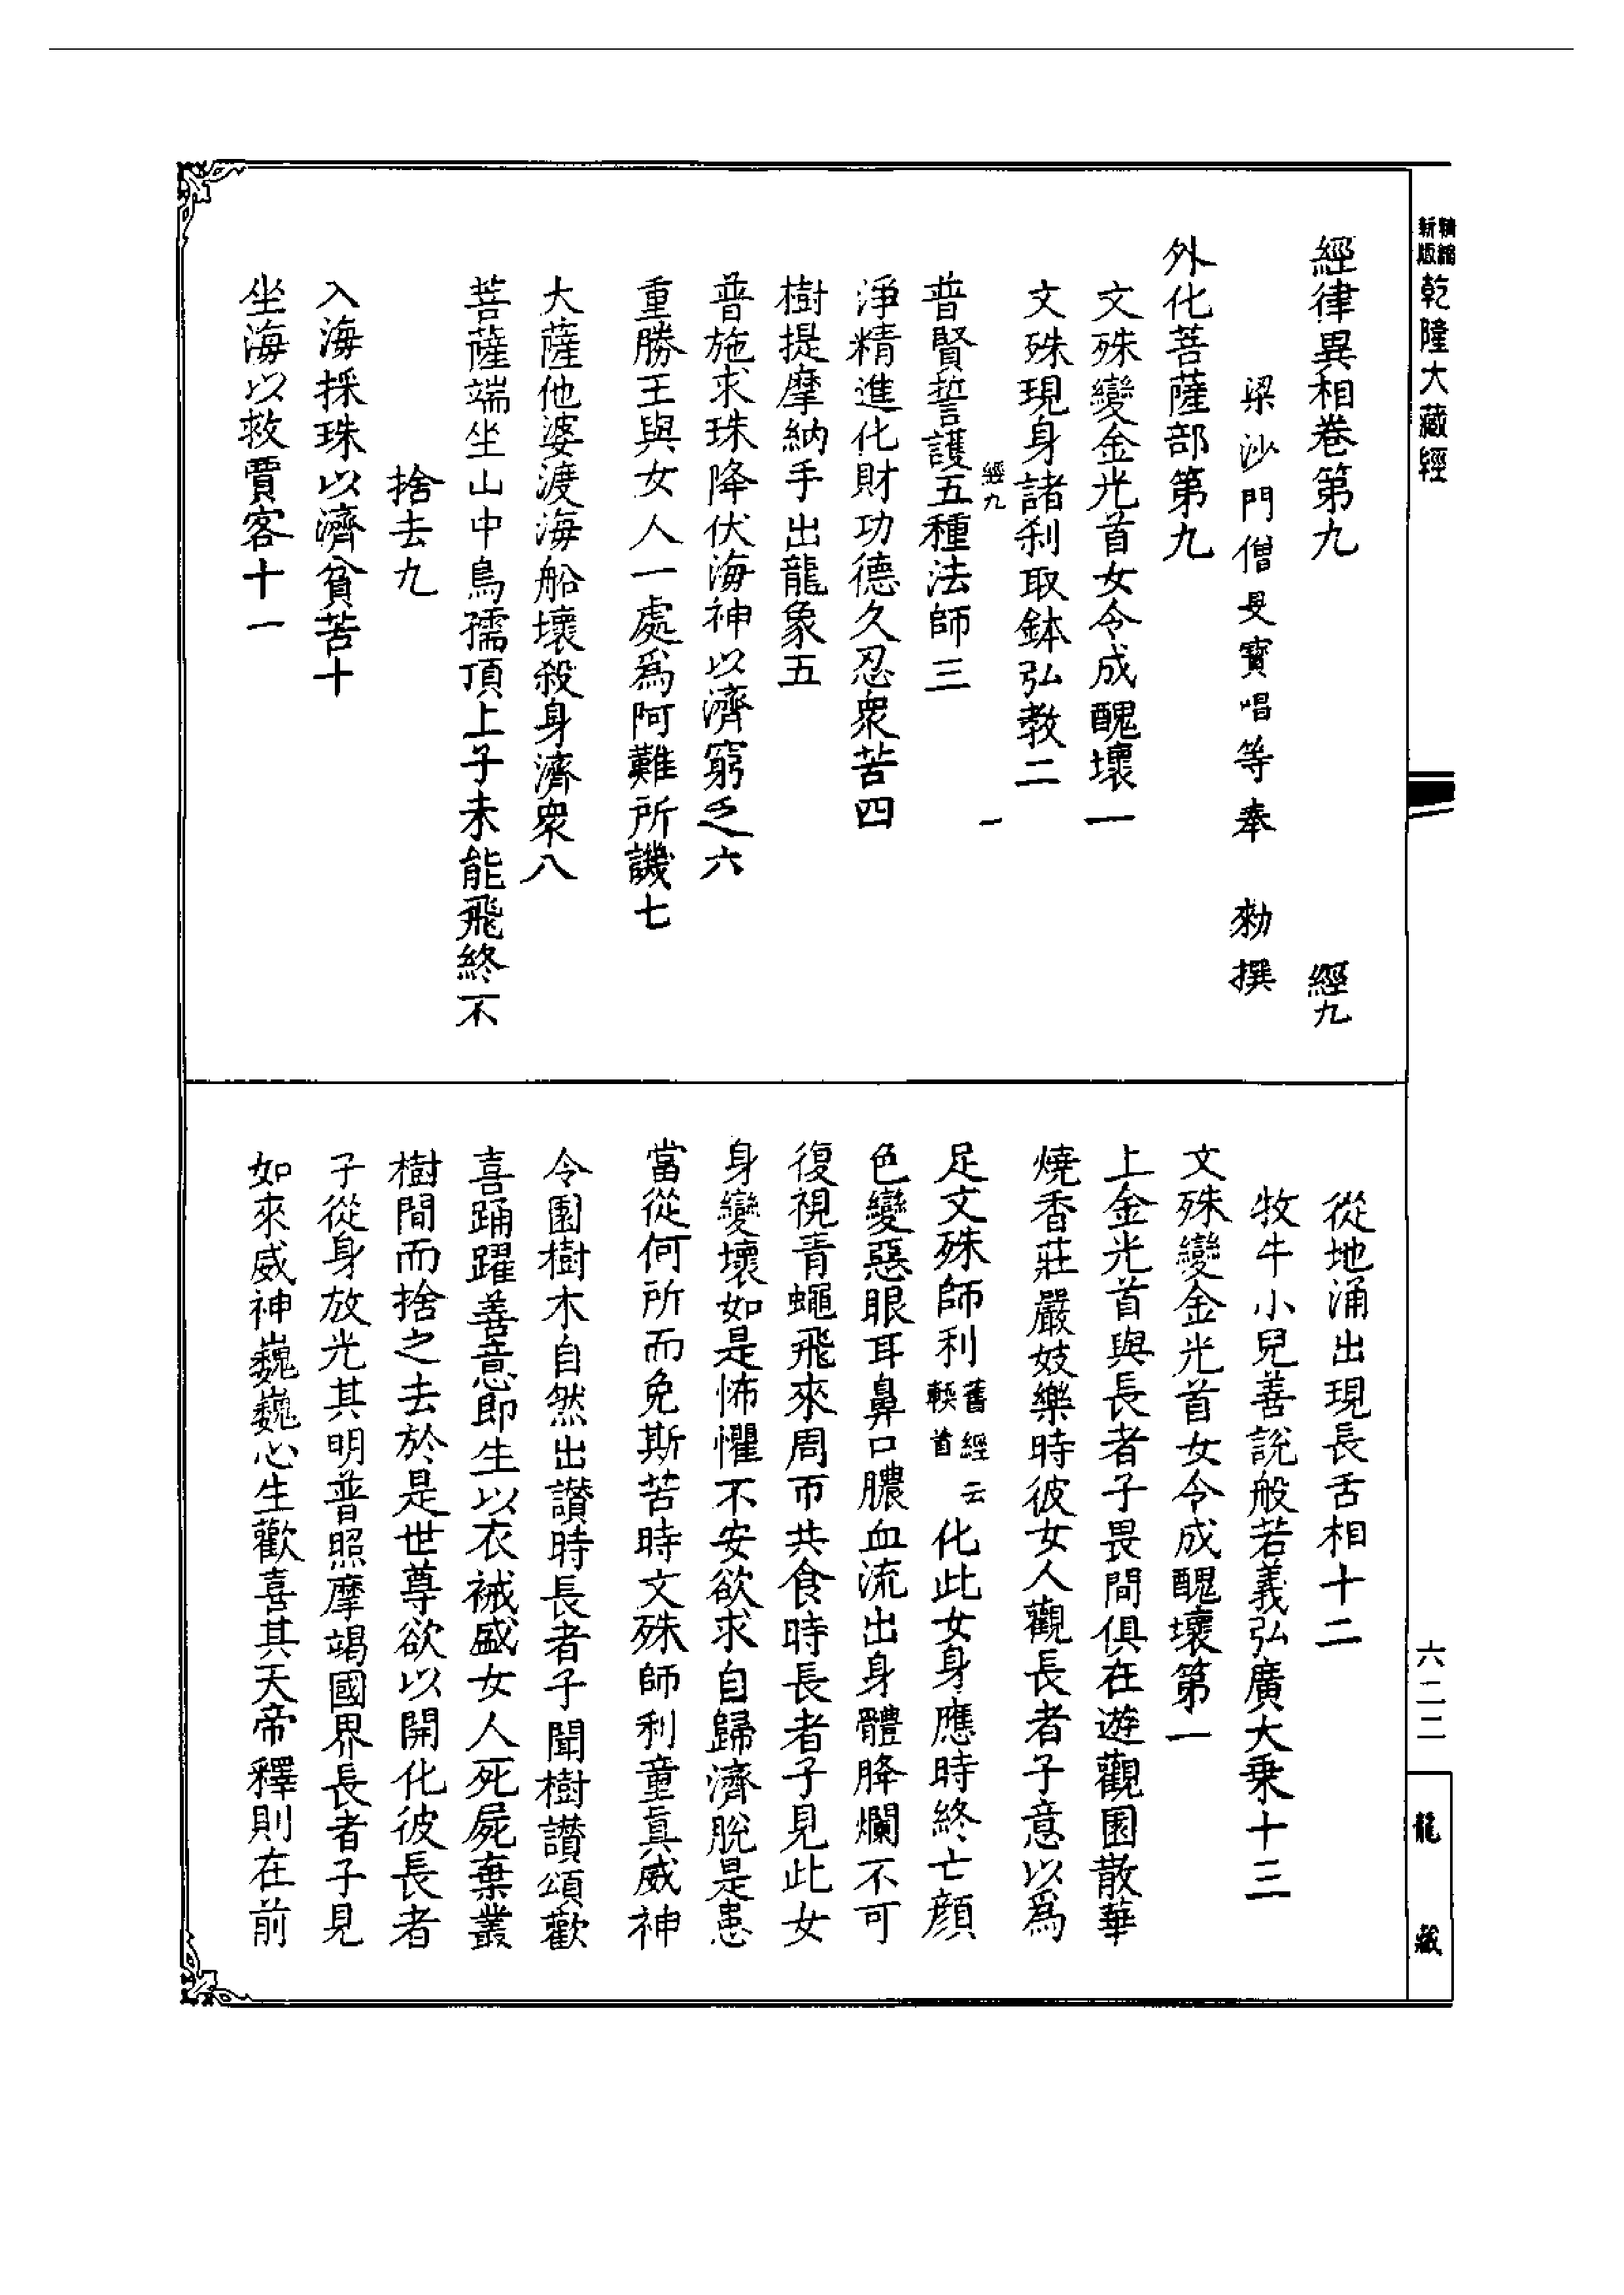 新版精縮乾隆大藏經
經律異相卷第九 經九
梁沙門僧旻寶唱等奉 勅撰
外化菩薩部第九
文殊變金光首女令成醜壞一
文殊現身諸刹取鉢弘教二
經九 一
普賢誓護五種法師三
淨精進化財功德久忍衆苦四
樹提摩納手出龍象五
普施求珠降伏海神以濟窮乏六
重勝王與女人一處爲阿難所譏七
大薩他婆渡海船壞殺身濟衆八
菩薩端坐山中鳥孺頂上子未能飛終不
捨去九
入海採珠以濟貧苦十
坐海以救賈客十一
從地涌出現長舌相十二
牧牛小兒善說般若義弘廣大乗十三
文殊變金光首女令成醜壞第一
上金光首與長者子畏間俱在遊觀園散華
燒香莊嚴妓樂時彼女人觀長者子意以爲
足文殊師利舊經云輭首化此女身應時終亡顔
色變惡眼耳鼻口膿血流出身體胮爛不可
復視青蠅飛來周帀共食時長者子見此女
身變壞如是怖懼不安欲求自歸濟脫是患
當從何所而免斯苦時文殊師利童眞威神
令園樹木自然出讃時長者子聞樹讃頌歡
喜踊躍善意即生以衣裓盛女人死屍棄叢
樹間而捨之去於是世尊欲以開化彼長者
子從身放光其明普照摩竭國界長者子見
如來威神巍巍心生歡喜其天帝釋則在前
六二二
龍藏